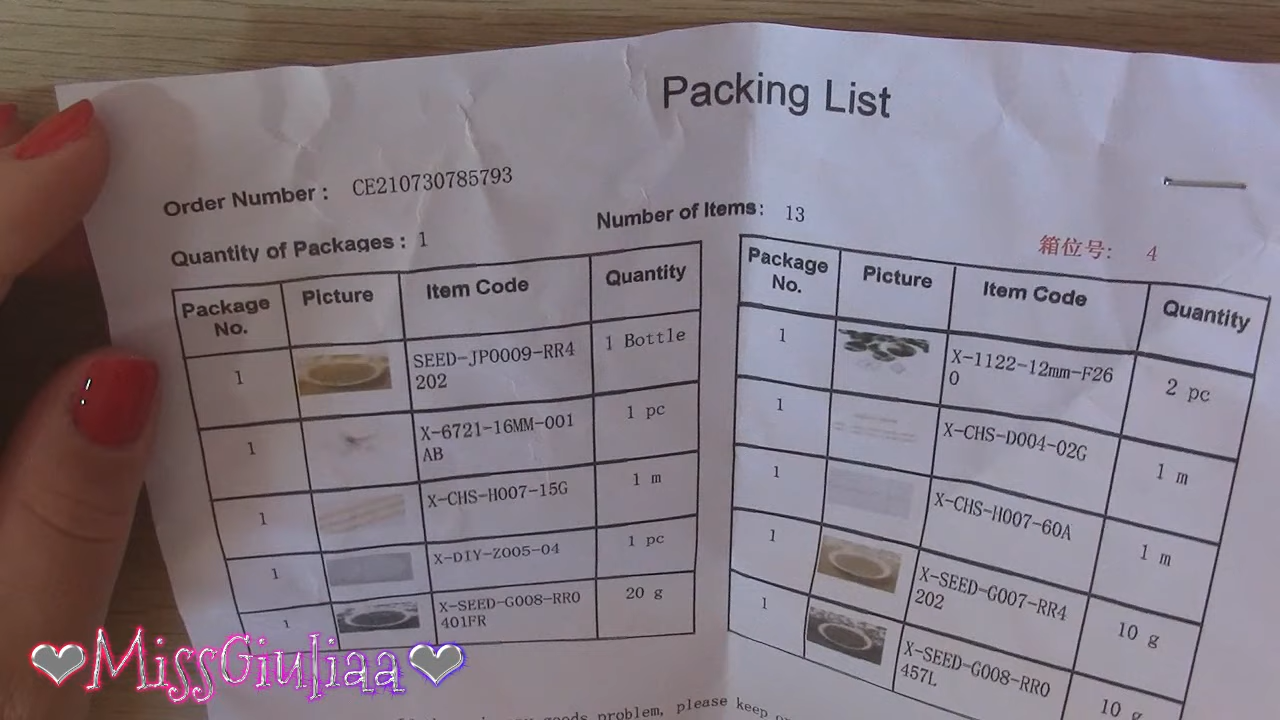 Packing List
Order Number : CE210730785793
Number of Items: 13
Quantity of Packages : 1
箱位号: 4
Package No. Picture Item Code Quantity
1 SEED-JP0009-RR4 1 Bottle
202
1 X-6721-16MM-001 1 pc
AB
1 X-CHS-H007-15G 1 m
1 X-DIY-Z005-04 1 pc
1 X-SEED-G008-RR0 20 g
401FR
Package No. Picture Item Code Quantity
1 X-1122-12mm-F26 2 pc
0
1 X-CHS-D004-02G 1 m
1 X-CHS-H007-60A 1 m
1 X-SEED-G007-RR4 10 g
202
1 X-SEED-G008-RR0 10 g
457L
goods problem, please keep
MissGiuliaa